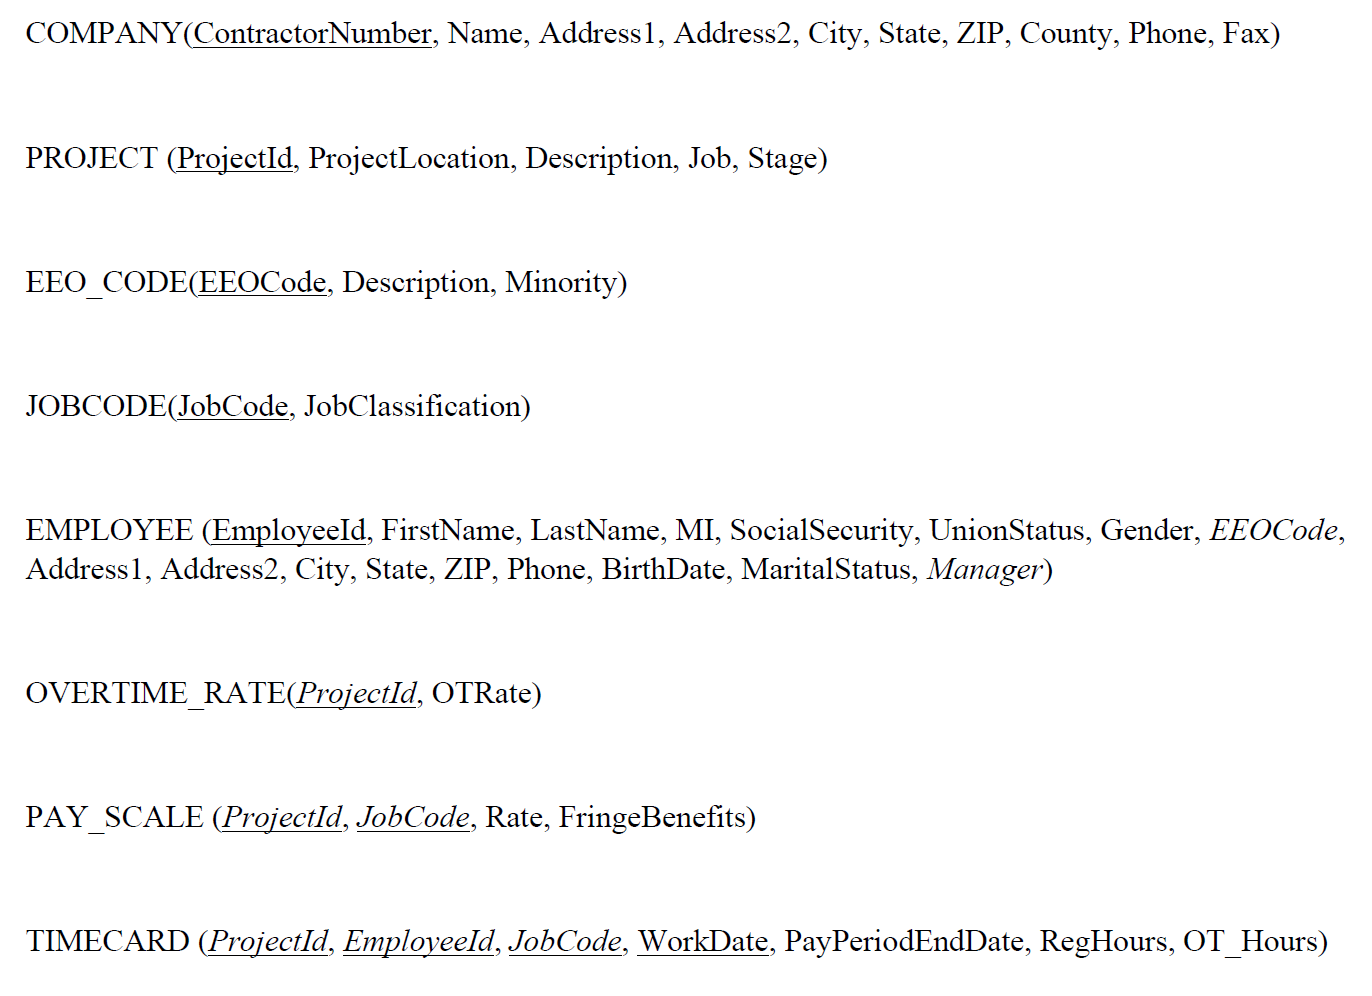 COMPANY(ContractorNumber, Name, Address1, Address2, City, State, ZIP, County, Phone, Fax)
PROJECT (ProjectId, ProjectLocation, Description, Job, Stage)
EEO_CODE(EEOCode, Description, Minority)
JOBCODE(JobCode, JobClassification)
EMPLOYEE (EmployeeId, FirstName, LastName, MI, SocialSecurity, UnionStatus, Gender, EEOCode,
Address1, Address2, City, State, ZIP, Phone, BirthDate, MaritalStatus, Manager)
OVERTIME_RATE(ProjectId, OTRate)
PAY_SCALE (ProjectId, JobCode, Rate, FringeBenefits)
TIMECARD (ProjectId, EmployeeId, JobCode, WorkDate, PayPeriodEndDate, RegHours, OT_Hours)